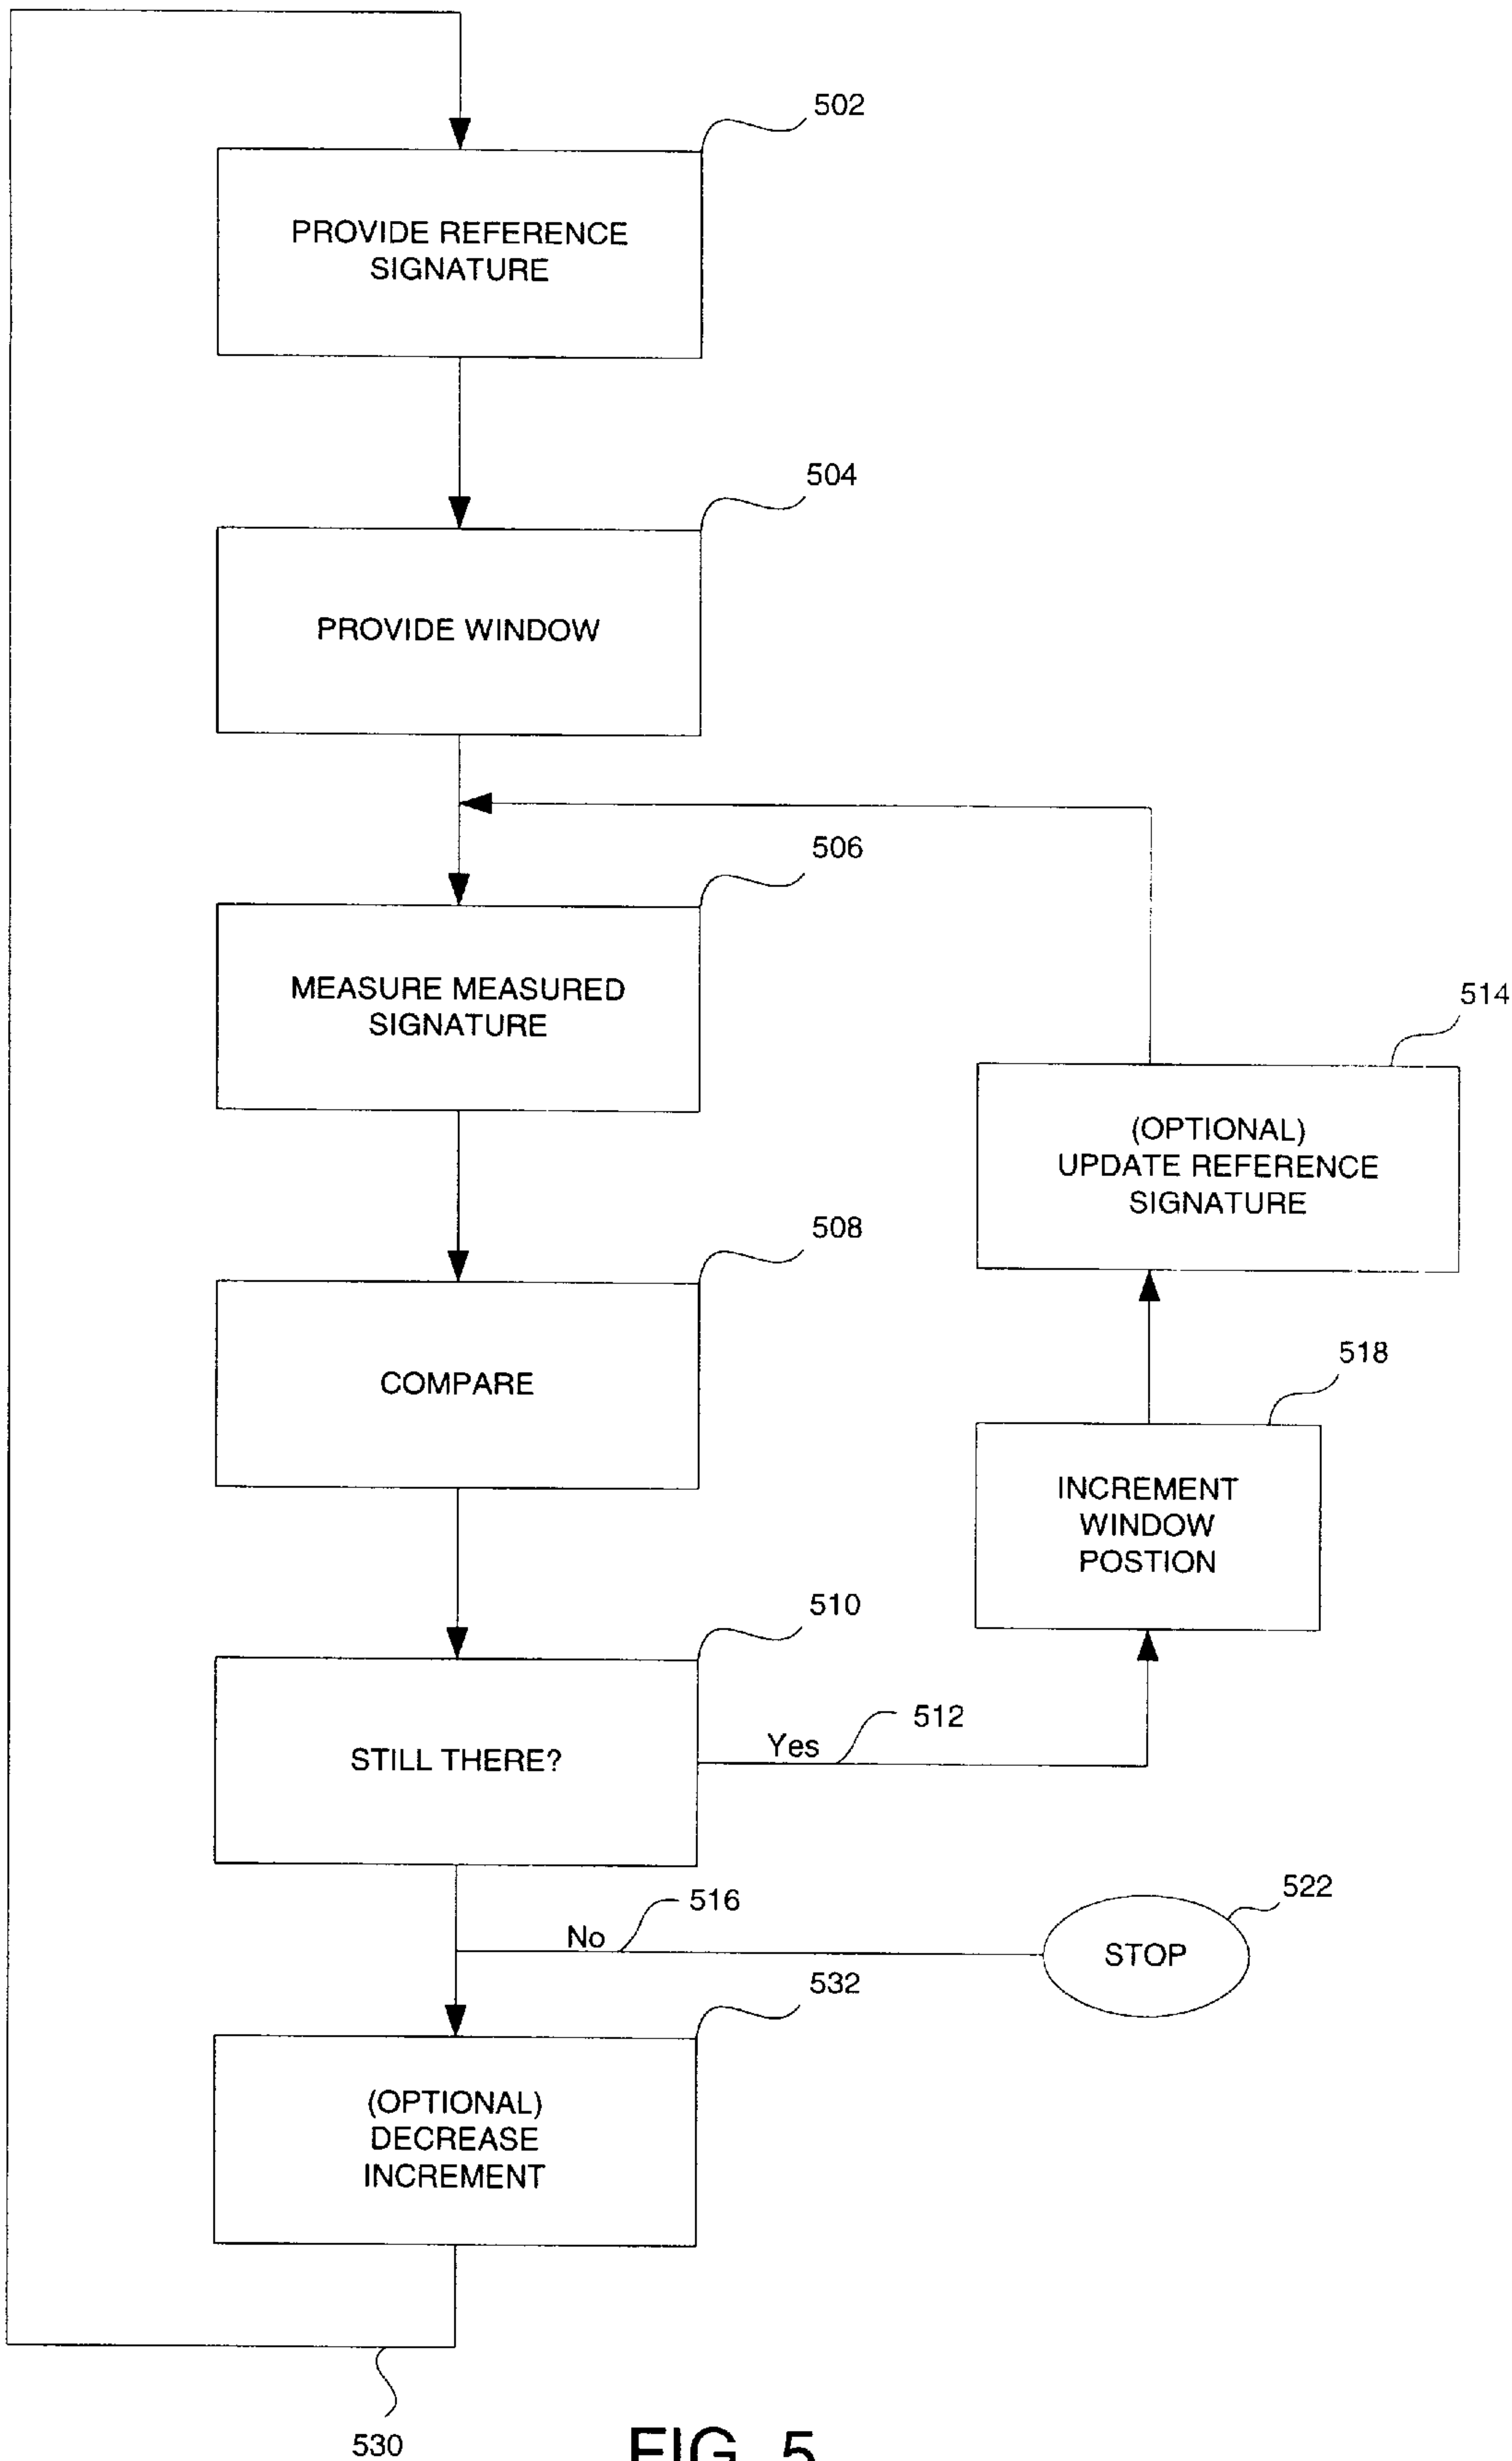 502
PROVIDE REFERENCE
SIGNATURE
504
PROVIDE WINDOW
506
MEASURE MEASURED
SIGNATURE
514
(OPTIONAL)
UPDATE REFERENCE
SIGNATURE
508
COMPARE
518
INCREMENT
WINDOW
POSTION
510
STILL THERE?
Yes
512
516
No
522
STOP
532
(OPTIONAL)
DECREASE
INCREMENT
530
FIG. 5